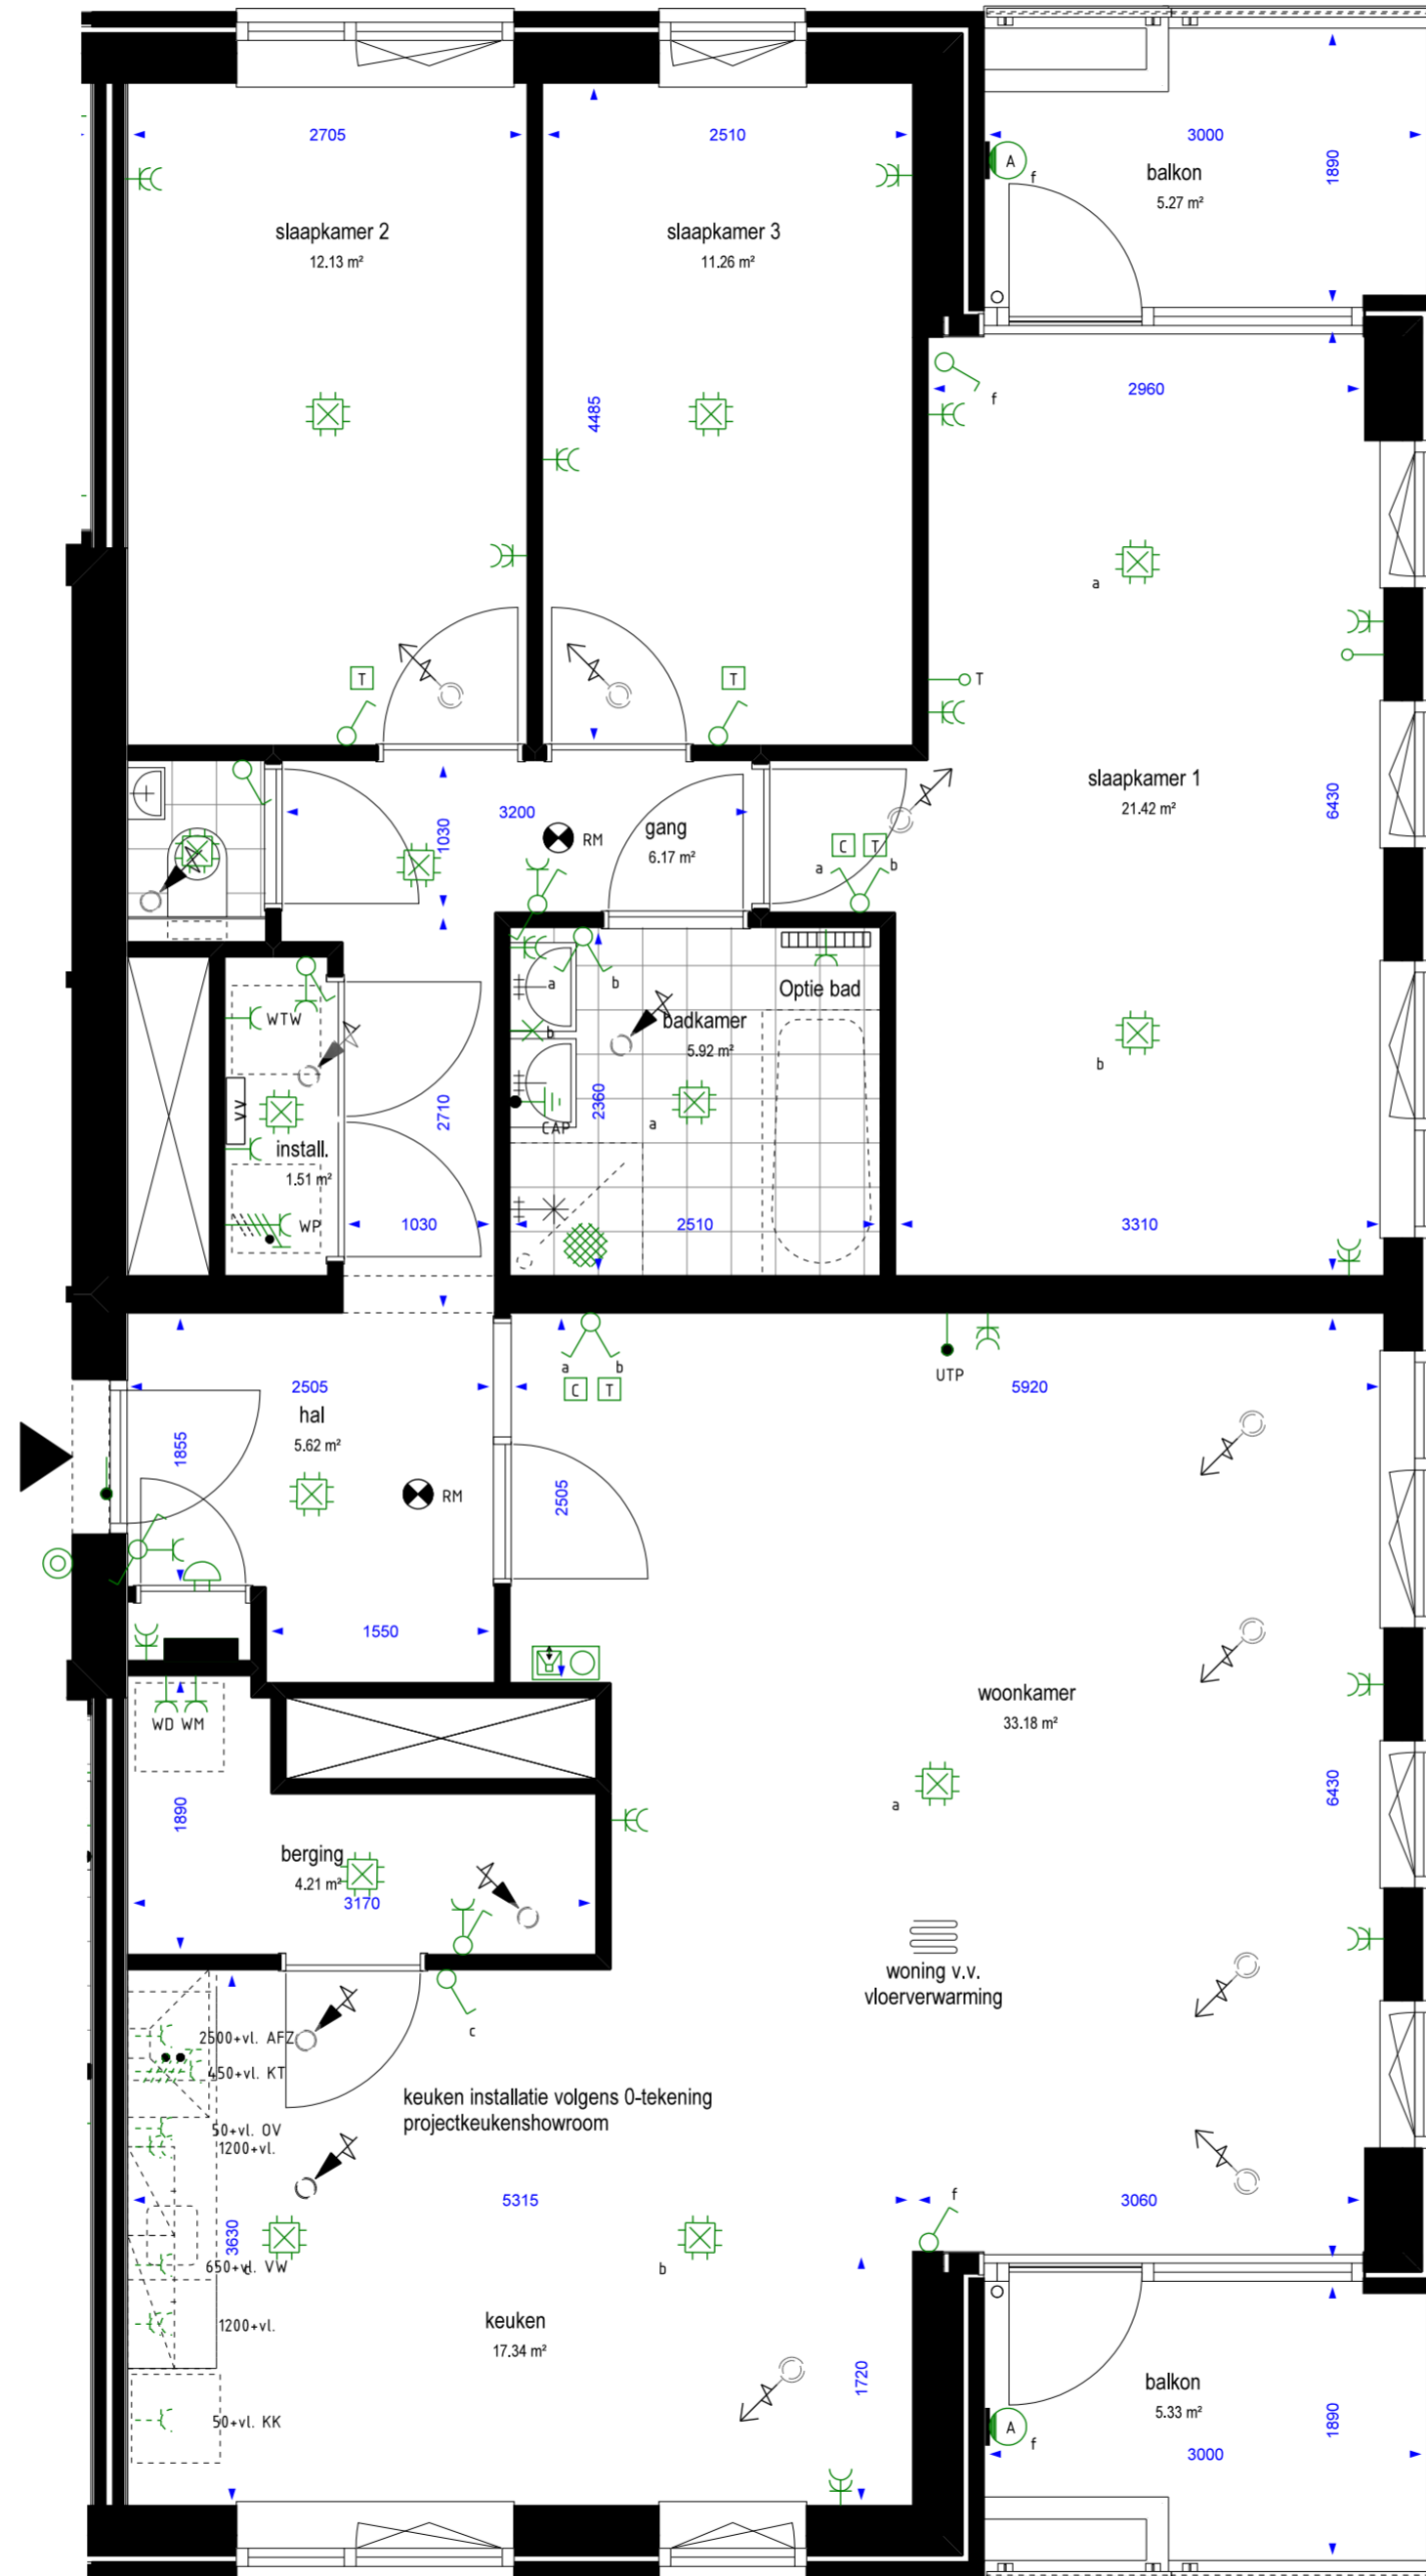 2705
2510
3000
A
f
balkon
5.27 m²
1890
slaapkamer 2
12.13 m²
slaapkamer 3
11.26 m²
2960
f
4485
a
T
T
T
slaapkamer 1
21.42 m²
6430
3200
1030
RM
gang
6.17 m²
C T
a
b
a
b
Optie bad
badkamer
5.92 m²
b
WTW
b
VV
2710
2360
CAP
a
install.
1.51 m²
WP
1030
2510
3310
a
b
C T
UTP
2505
5920
hal
5.62 m²
1855
RM
2505
1550
woonkamer
33.18 m²
WD WM
a
6430
1890
berging
4.21 m²
3170
woning v.v.
vloerverwarming
c
2500+vl. AFZ
450+vl. KT
keuken installatie volgens 0-tekening
projectkeukenshowroom
50+vl. OV
1200+vl.
5315
f
3060
3630
650+vl. VW
c
b
keuken
17.34 m²
1200+vl.
1720
balkon
5.33 m²
1890
50+vl. KK
A
f
3000